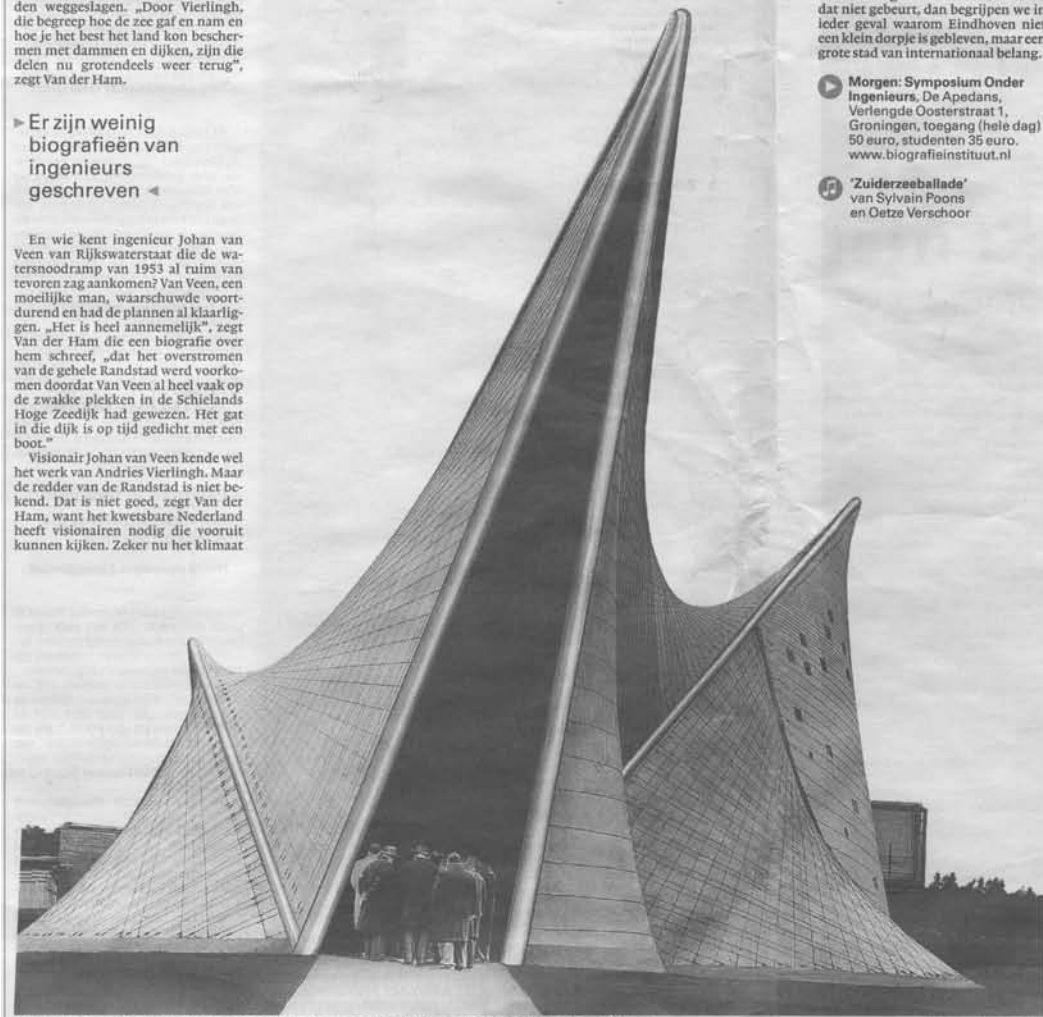 den weggeslagen. „Door Vierlingh,
die begreep hoe de zee gaf en nam en
hoe je het best het land kon bescher-
men met dammen en dijken, zijn die
delen nu grotendeels weer terug”,
zegt Van der Ham.
▸ Er zijn weinig
biografieën van
ingenieurs
geschreven ◂
En wie kent ingenieur Johan van
Veen van Rijkswaterstaat die de wa-
tersnoodramp van 1953 al ruim van
tevoren zag aankomen? Van Veen, een
moeilijke man, waarschuwde voort-
durend en had de plannen al klaarlig-
gen. „Het is heel aannemelijk”, zegt
Van der Ham die een biografie over
hem schreef, „dat het overstromen
van de gehele Randstad werd voorko-
men doordat Van Veen al heel vaak op
de zwakke plekken in de Schielands
Hoge Zeedijk had gewezen. Het gat
in die dijk is op tijd gedicht met een
boot.”
Visionair Johan van Veen kende wel
het werk van Andries Vierlingh. Maar
de redder van de Randstad is niet be-
kend. Dat is niet goed, zegt Van der
Ham, want het kwetsbare Nederland
heeft visionairen nodig die vooruit
kunnen kijken. Zeker nu het klimaat
dat niet gebeurt, dan begrijpen we in
ieder geval waarom Eindhoven niet
een klein dorpje is gebleven, maar een
grote stad van internationaal belang.
Morgen: Symposium Onder
Ingenieurs, De Apedans,
Verlengde Oosterstraat 1,
Groningen, toegang (hele dag)
50 euro, studenten 35 euro.
www.biografieinstituut.nl
'Zuiderzeeballade'
van Sylvain Poons
en Oetze Verschoor